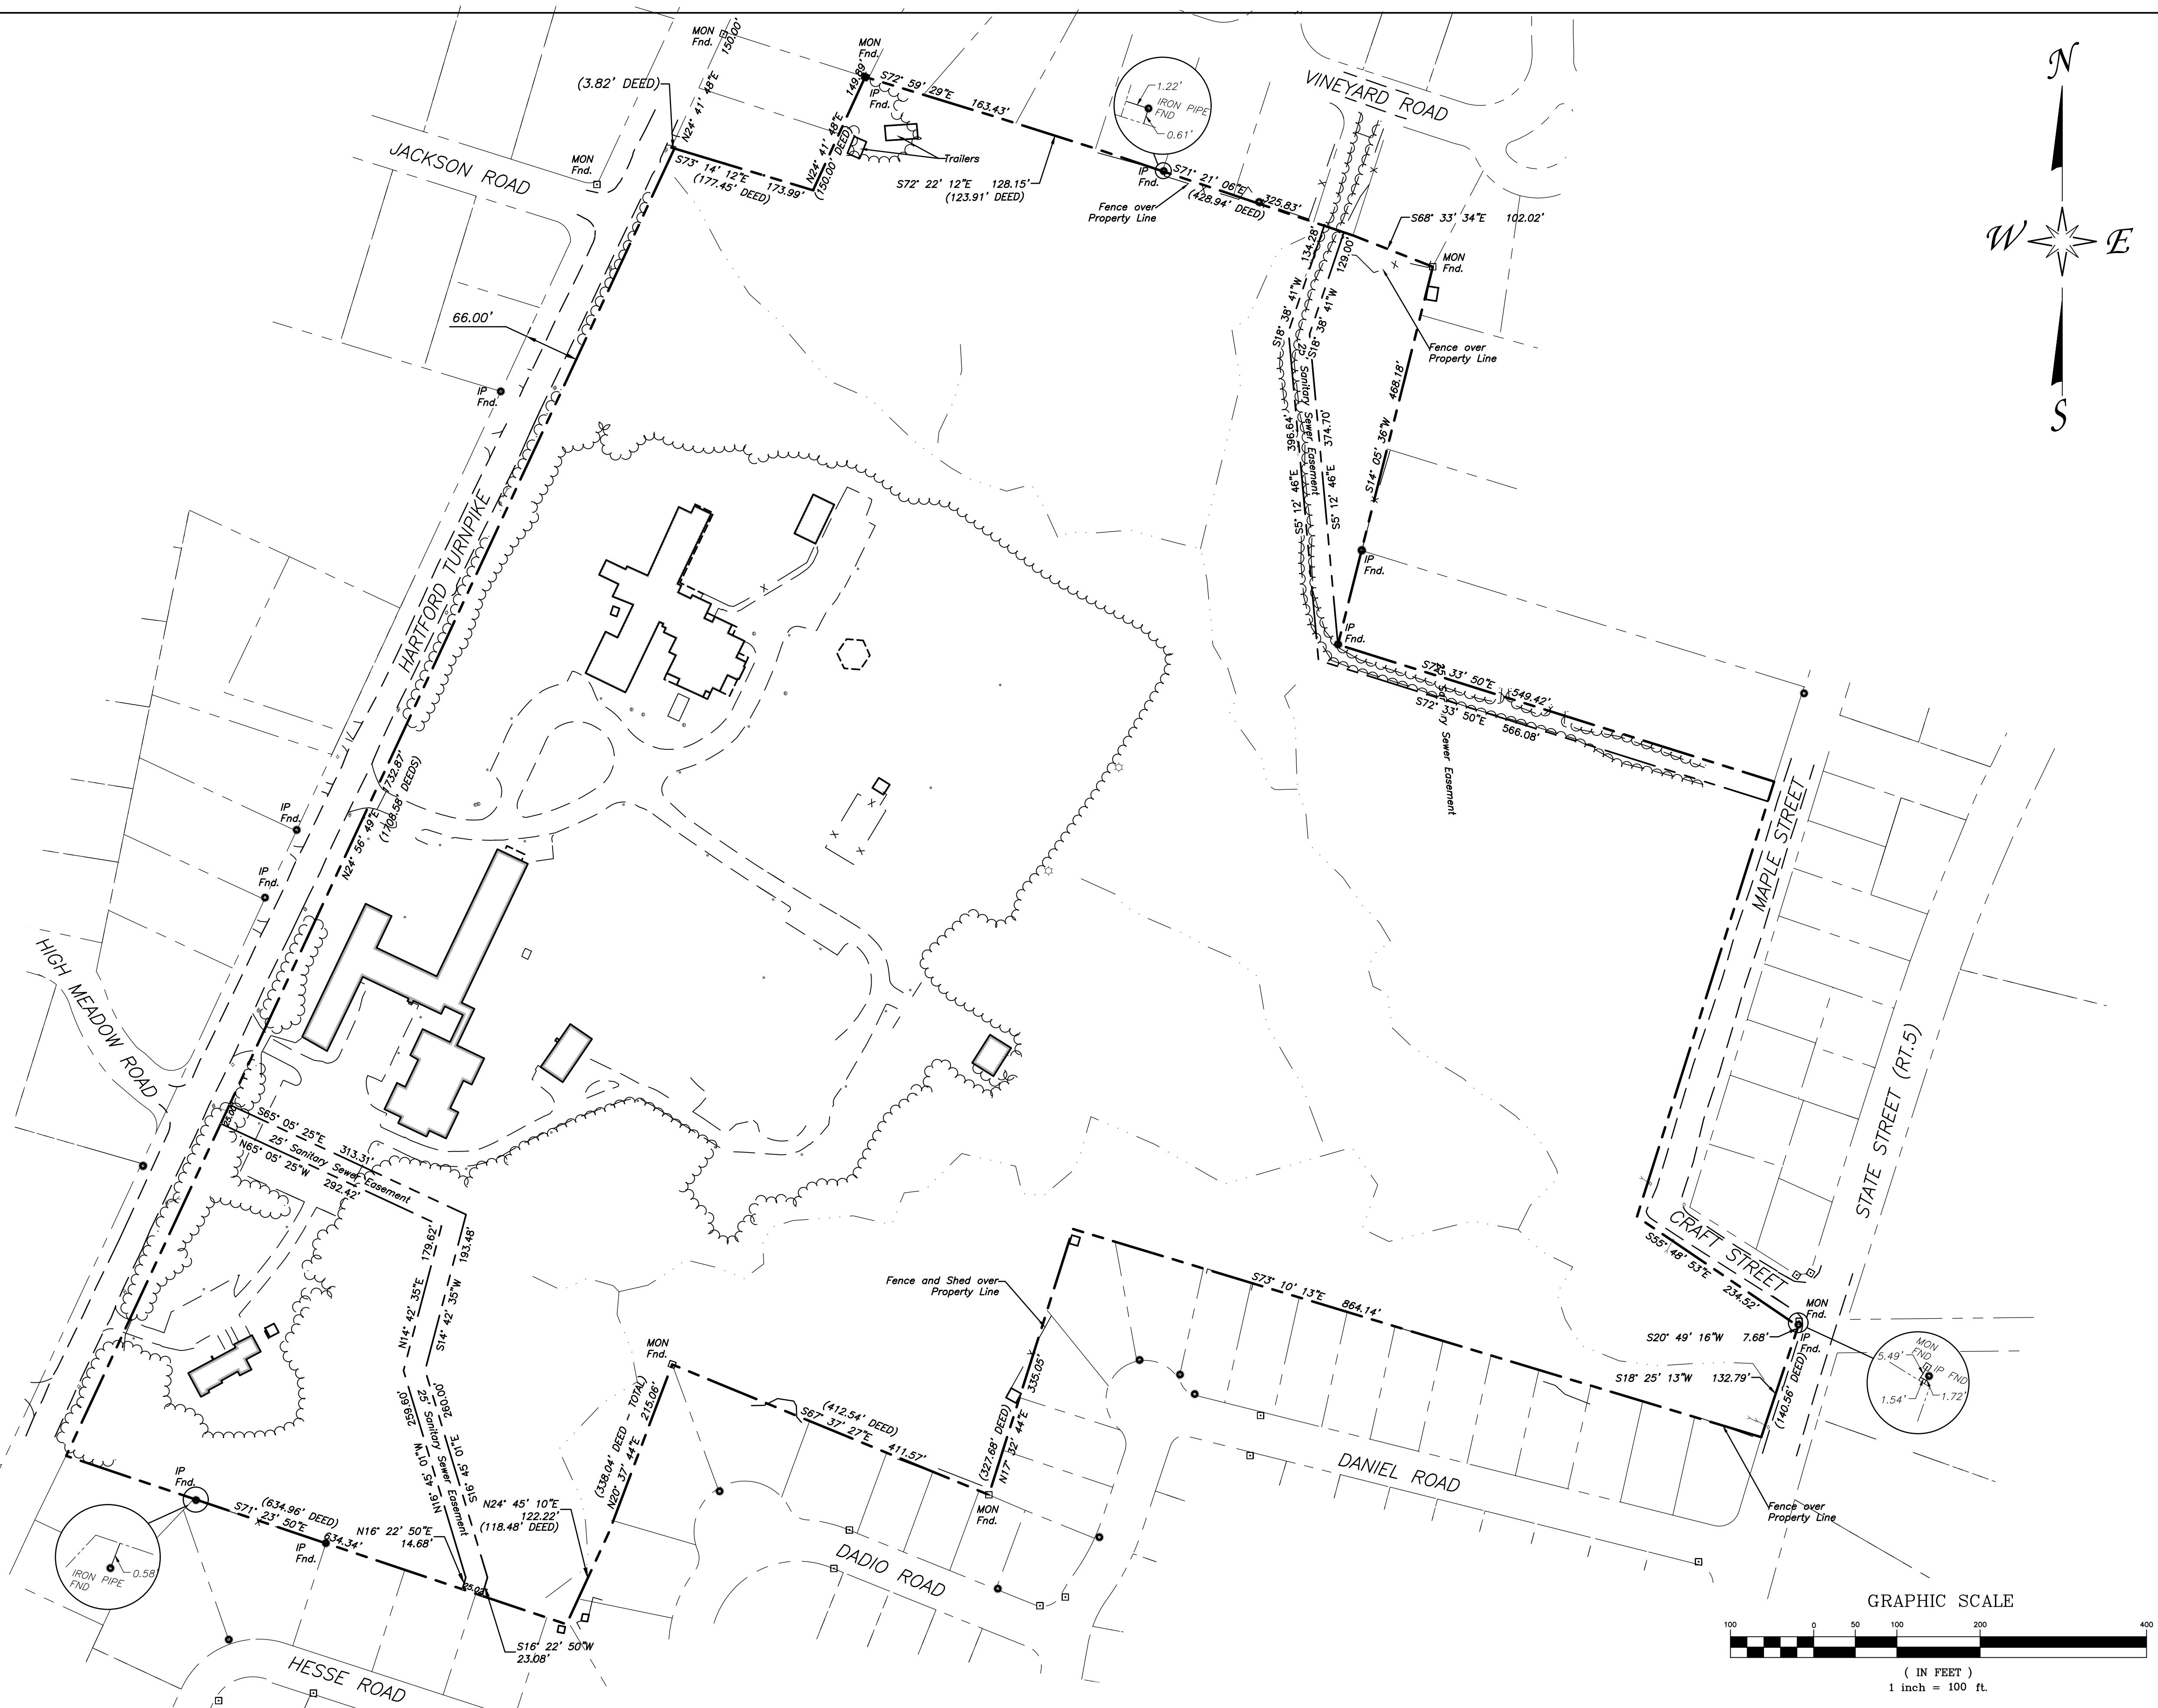 MON
Fnd.
150.00'
N24° 41' 48"E
(3.82' DEED)
MON
Fnd.
149.89'
IP
Fnd.
N24° 41' 48"E
(150.00' DEED)
S72° 59' 29"E 163.43'
1.22'
IRON PIPE
FND
0.61'
VINEYARD ROAD
N
W E
S
JACKSON ROAD
MON
Fnd.
S73° 14' 12"E 173.99'
(177.45' DEED)
Trailers
S72° 22' 12"E 128.15'
(123.91' DEED)
IP
Fnd.
S71° 21' 06"E 325.83'
(428.94' DEED)
Fence over
Property Line
S68° 33' 34"E 102.02'
MON
Fnd.
134.28'
S18° 38' 41"W
129.00'
S18° 38' 41"W
66.00'
Fence over
Property Line
IP
Fnd.
396.64'
S5° 12' 46"E
25' Sanitary Sewer Easement
374.70'
S5° 12' 46"E
S14° 05' 36"W 468.18'
IP
Fnd.
HARTFORD TURNPIKE
IP
Fnd.
33' 50"E 549.42'
S72° 33' 50"E 566.08'
Sewer Easement
N24° 56' 49"E 1732.87'
(1708.58' DEEDS)
IP
Fnd.
IP
Fnd.
MAPLE STREET
HIGH MEADOW ROAD
STATE STREET (RT.5)
25.00'
S65° 05' 25"E 313.31'
25' Sanitary Sewer Easement
N65° 05' 25"W 292.42'
179.62'
N14° 42' 35"E
193.48'
S14° 42' 35"W
CRAFT STREET
S55° 48' 53"E 234.52'
Fence and Shed over
Property Line
S73° 10' 13"E 864.14'
MON
Fnd.
IP
Fnd.
S20° 49' 16"W 7.68'
S18° 25' 13"W 132.79'
(140.56' DEED)
MON
FND
5.49'
IP FND
1.54'
1.72'
MON
Fnd.
335.05'
(327.68' DEED)
N17° 32' 44"E
(412.54' DEED)
S67° 37' 27"E 411.57'
MON
Fnd.
(338.04' DEED - TOTAL)
N20° 37' 44"E 215.06'
259.60'
N16° 45' 01"W
25' Sanitary Sewer Easement
260.00'
S16° 45' 01"E
DANIEL ROAD
IP
Fnd.
(634.96' DEED)
S71° 23' 50"E 634.34'
IP
Fnd.
N16° 22' 50"E
14.68'
N24° 45' 10"E
122.22'
(118.48' DEED)
25.02'
Fence over
Property Line
0.58'
IRON PIPE
FND
DADIO ROAD
S16° 22' 50"W
23.08'
HESSE ROAD
GRAPHIC SCALE
100 0 50 100 200 400
( IN FEET )
1 inch = 100 ft.